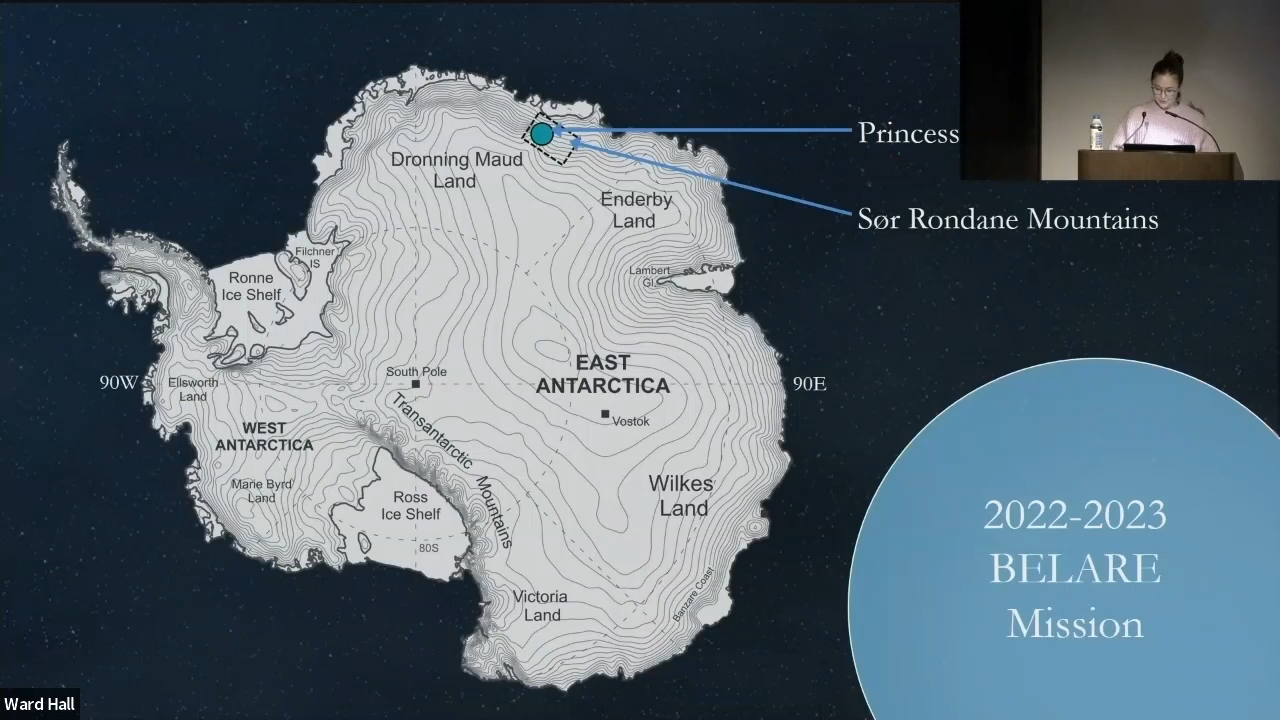 Princess
Dronning Maud
Land
Sør Rondane Mountains
Enderby
Land
Filchner
IS
Ronne
Ice Shelf
Lambert
Gl
90W
Ellsworth
Land
South Pole
EAST
ANTARCTICA
90E
Vostok
Transantarctic
Mountains
WEST
ANTARCTICA
Marie Byrd
Land
Ross
Ice Shelf
80S
Wilkes
Land
Banzare Coast
Victoria
Land
2022-2023
BELARE
Mission
Ward Hall